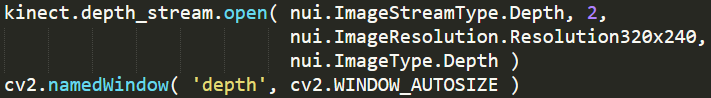 kinect.depth_stream.open( nui.ImageStreamType.Depth, 2,
nui.ImageResolution.Resolution320x240,
nui.ImageType.Depth )
cv2.namedWindow( 'depth', cv2.WINDOW_AUTOSIZE )